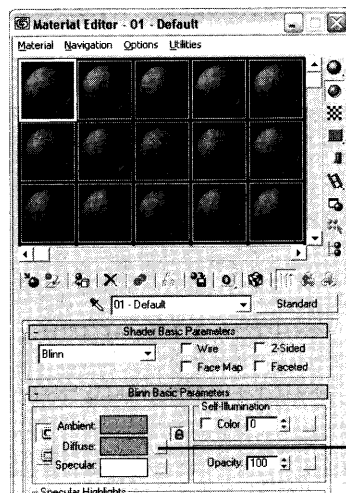 Material Editor - 01 - Default
Material Navigation Options Utilities
01 - Default Standard
Shader Basic Parameters
Blinn Wire 2-Sided
Face Map Faceted
Blinn Basic Parameters
Self-Illumination
Ambient: Color 0
Diffuse:
Specular: Opacity: 100
Specular Highlights